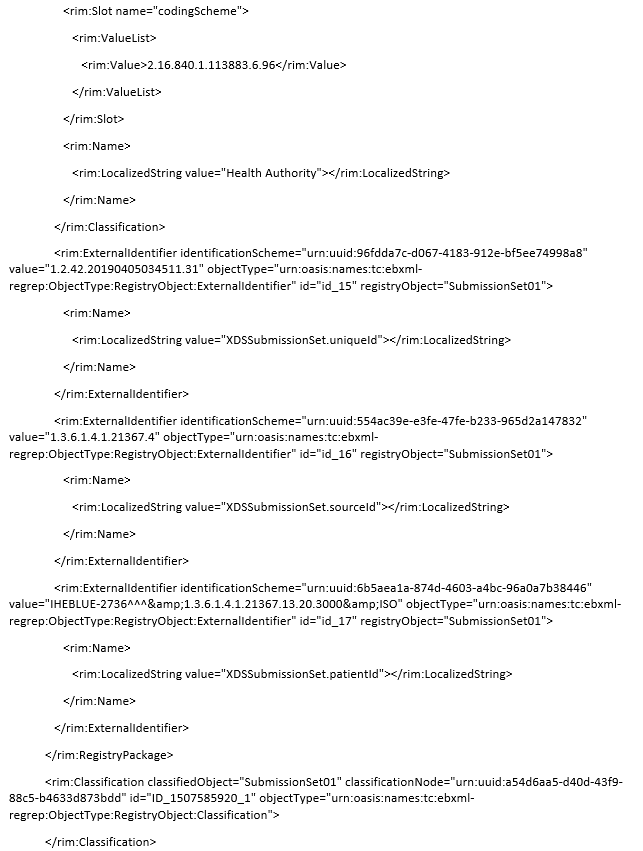 <rim:Slot name="codingScheme">
<rim:ValueList>
<rim:Value>2.16.840.1.113883.6.96</rim:Value>
</rim:ValueList>
</rim:Slot>
<rim:Name>
<rim:LocalizedString value="Health Authority"></rim:LocalizedString>
</rim:Name>
</rim:Classification>
<rim:ExternalIdentifier identificationScheme="urn:uuid:96fdda7c-d067-4183-912e-bf5ee74998a8"
value="1.2.42.20190405034511.31" objectType="urn:oasis:names:tc:ebxml-
regrep:ObjectType:RegistryObject:ExternalIdentifier" id="id_15" registryObject="SubmissionSet01">
<rim:Name>
<rim:LocalizedString value="XDSSubmissionSet.uniqueId"></rim:LocalizedString>
</rim:Name>
</rim:ExternalIdentifier>
<rim:ExternalIdentifier identificationScheme="urn:uuid:554ac39e-e3fe-47fe-b233-965d2a147832"
value="1.3.6.1.4.1.21367.4" objectType="urn:oasis:names:tc:ebxml-
regrep:ObjectType:RegistryObject:ExternalIdentifier" id="id_16" registryObject="SubmissionSet01">
<rim:Name>
<rim:LocalizedString value="XDSSubmissionSet.sourceId"></rim:LocalizedString>
</rim:Name>
</rim:ExternalIdentifier>
<rim:ExternalIdentifier identificationScheme="urn:uuid:6b5aea1a-874d-4603-a4bc-96a0a7b38446"
value="IHEBLUE-2736^^^&amp;1.3.6.1.4.1.21367.13.20.3000&amp;ISO" objectType="urn:oasis:names:tc:ebxml-
regrep:ObjectType:RegistryObject:ExternalIdentifier" id="id_17" registryObject="SubmissionSet01">
<rim:Name>
<rim:LocalizedString value="XDSSubmissionSet.patientId"></rim:LocalizedString>
</rim:Name>
</rim:ExternalIdentifier>
</rim:RegistryPackage>
<rim:Classification classifiedObject="SubmissionSet01" classificationNode="urn:uuid:a54d6aa5-d40d-43f9-
88c5-b4633d873bdd" id="ID_1507585920_1" objectType="urn:oasis:names:tc:ebxml-
regrep:ObjectType:RegistryObject:Classification">
</rim:Classification>